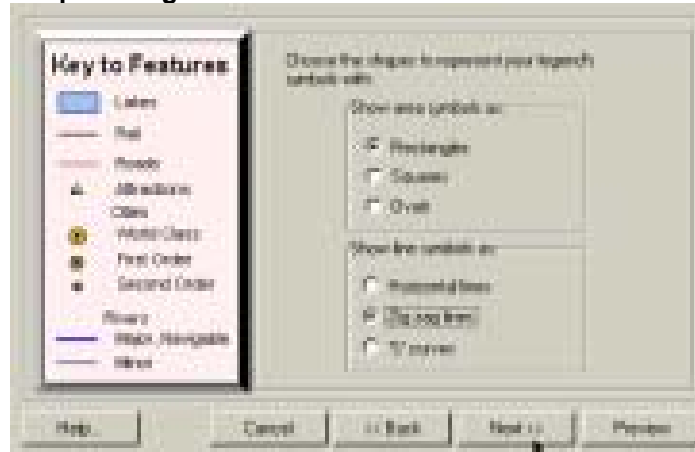 Key to Features
Lakes
Rail
Roads
Attractions
Cities
World Class
First Order
Second Order
Rivers
Major, Navigable
Minor
Choose the shapes to represent your legend's
symbols with:
Show area symbols as:
Rectangles
Squares
Ovals
Show line symbols as:
Horizontal lines
Zig zag lines
'S' curves
Help...
Cancel
<< Back
Next >>
Preview